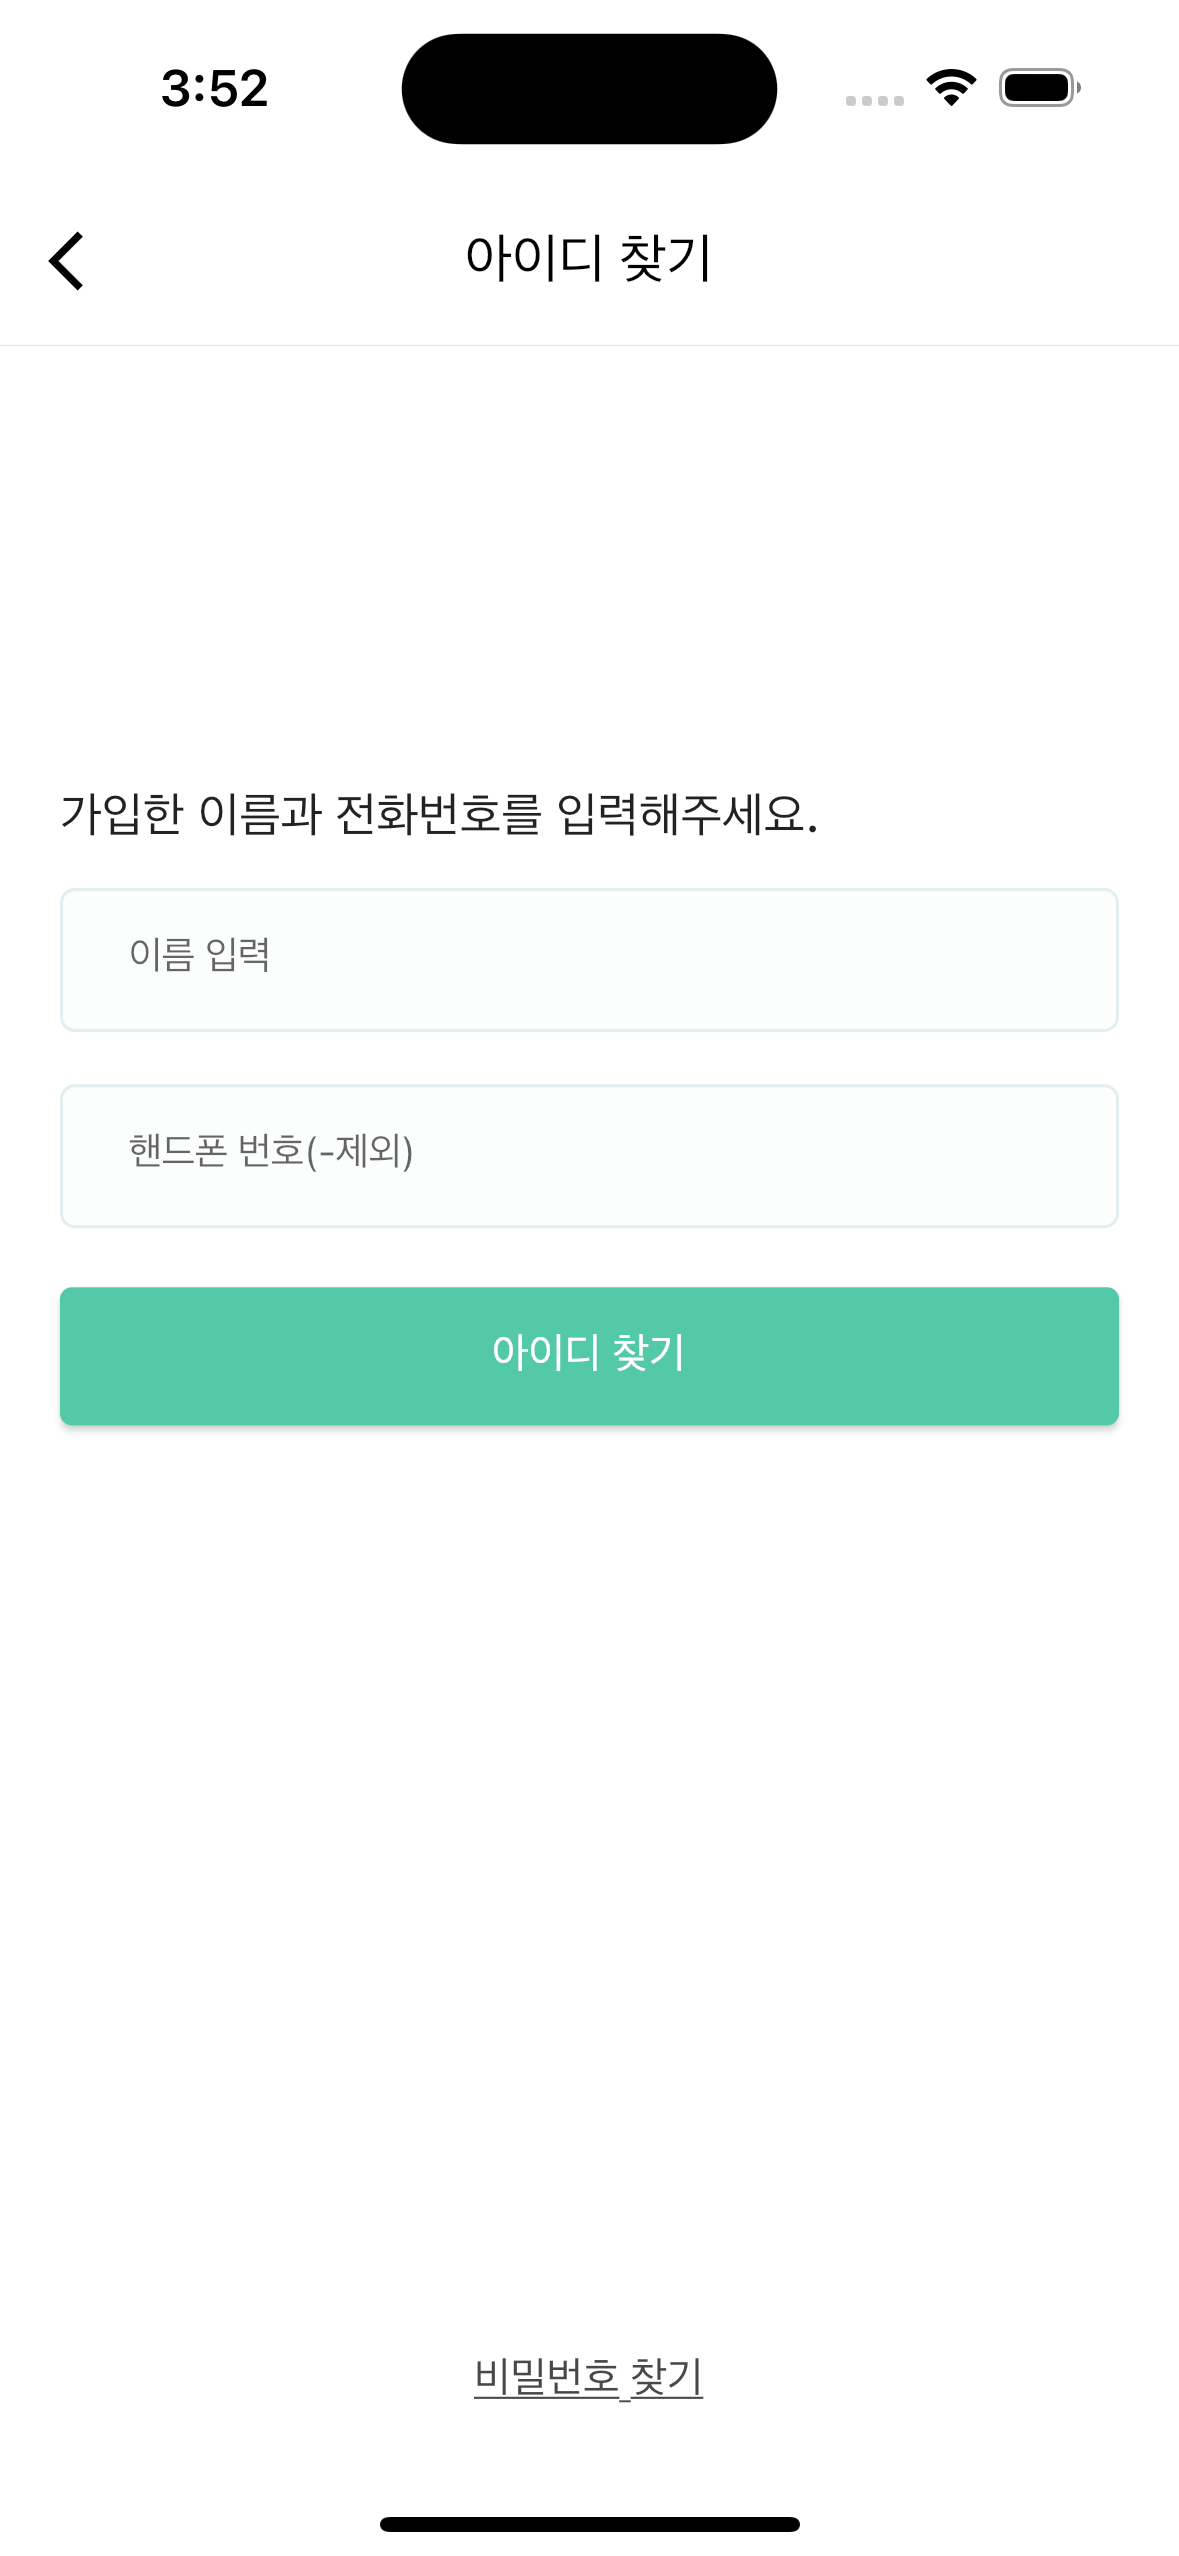 3:52
아이디 찾기
가입한 이름과 전화번호를 입력해주세요.
이름 입력
핸드폰 번호(-제외)
아이디 찾기
비밀번호 찾기